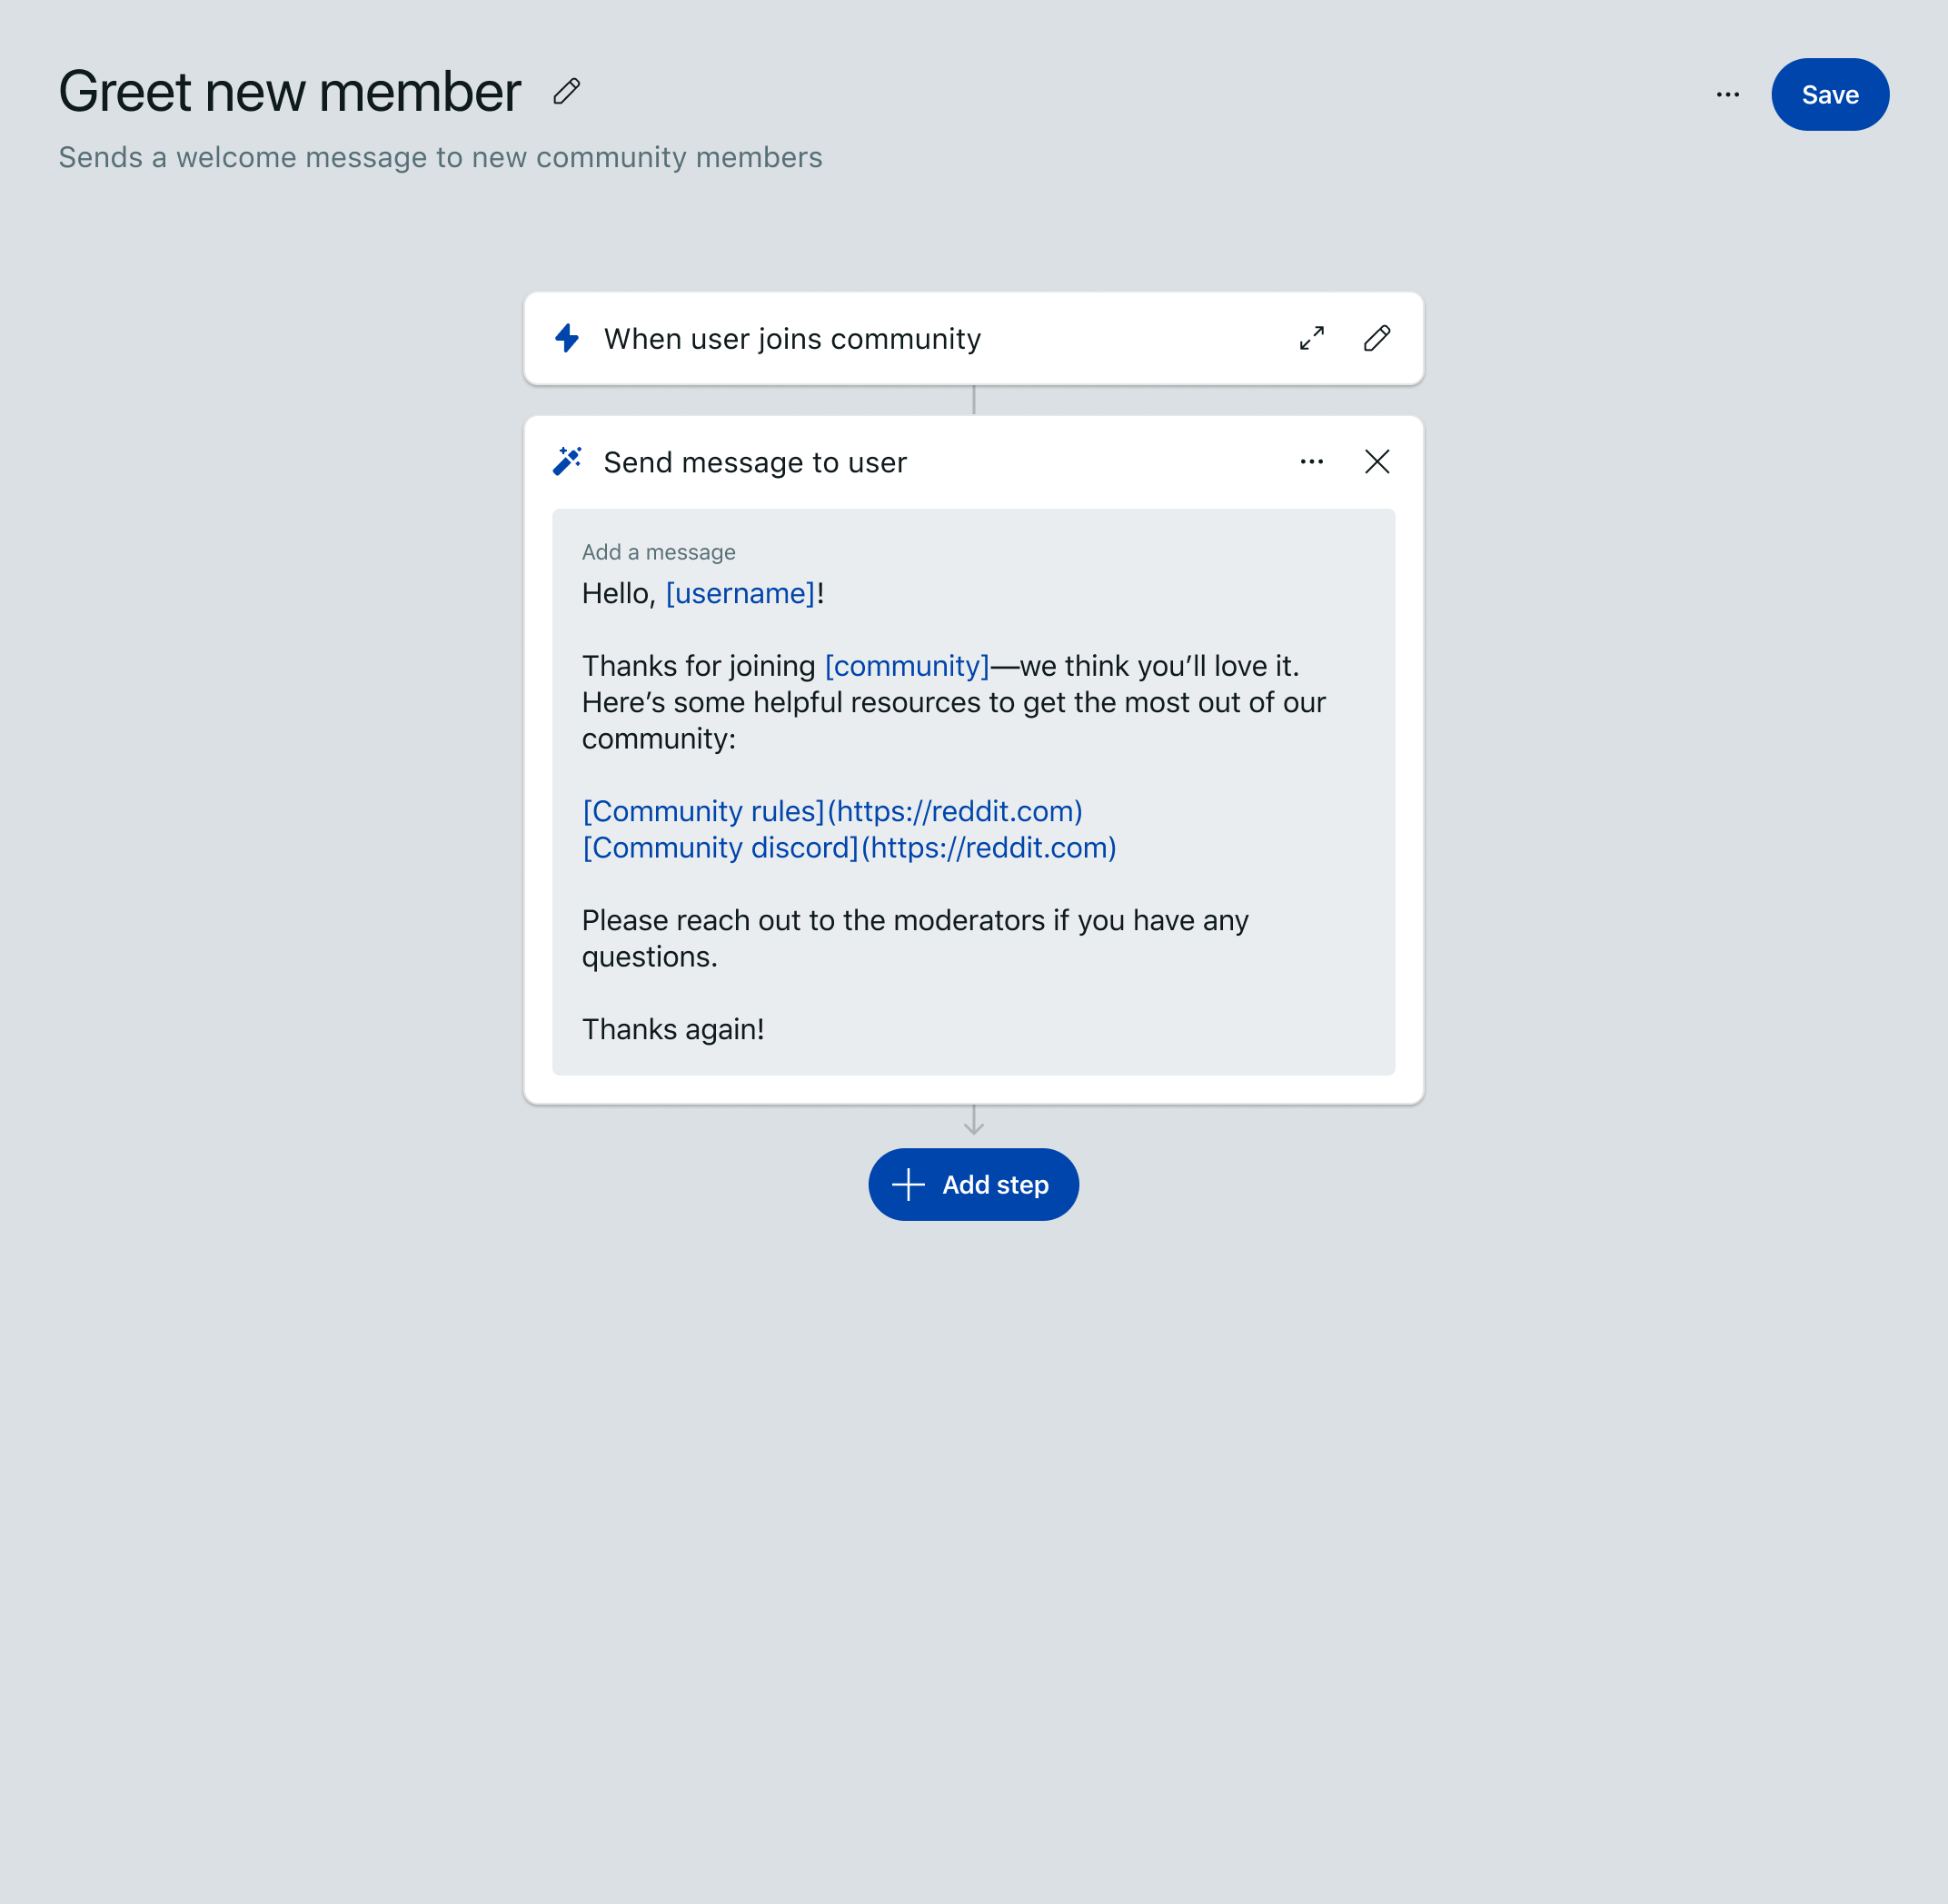 Greet new member
Save
Sends a welcome message to new community members
When user joins community
Send message to user
Add a message
Hello, [username]!
Thanks for joining [community]—we think you’ll love it.
Here’s some helpful resources to get the most out of our
community:
[Community rules](https://reddit.com)
[Community discord](https://reddit.com)
Please reach out to the moderators if you have any
questions.
Thanks again!
Add step